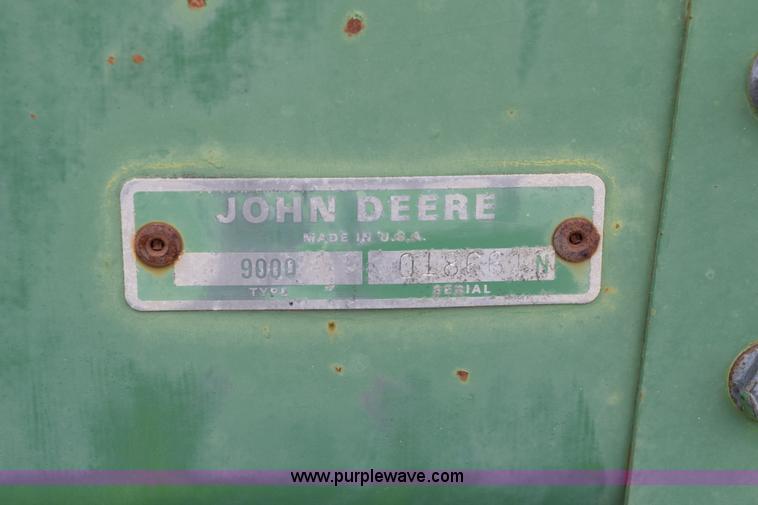 JOHN DEERE
MADE IN U.S.A.
9000
TYPE SERIAL
www.purplewave.com